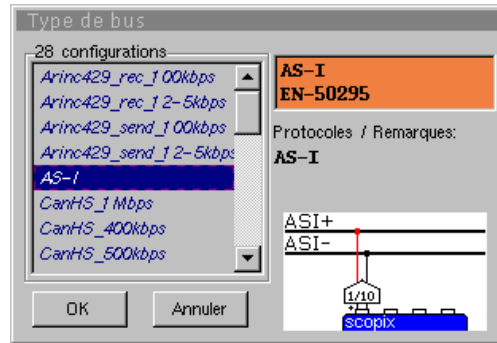 Type de bus
28 configurations
Arinc429_rec_100kbps
Arinc429_rec_12-5kbps
Arinc429_send_100kbps
Arinc429_send_12-5kbps
AS-I
CanHS_1Mbps
CanHS_400kbps
CanHS_500kbps
OK
Annuler
AS-I
EN-50295
Protocoles / Remarques:
AS-I
ASI+
ASI-
1/10
scopix